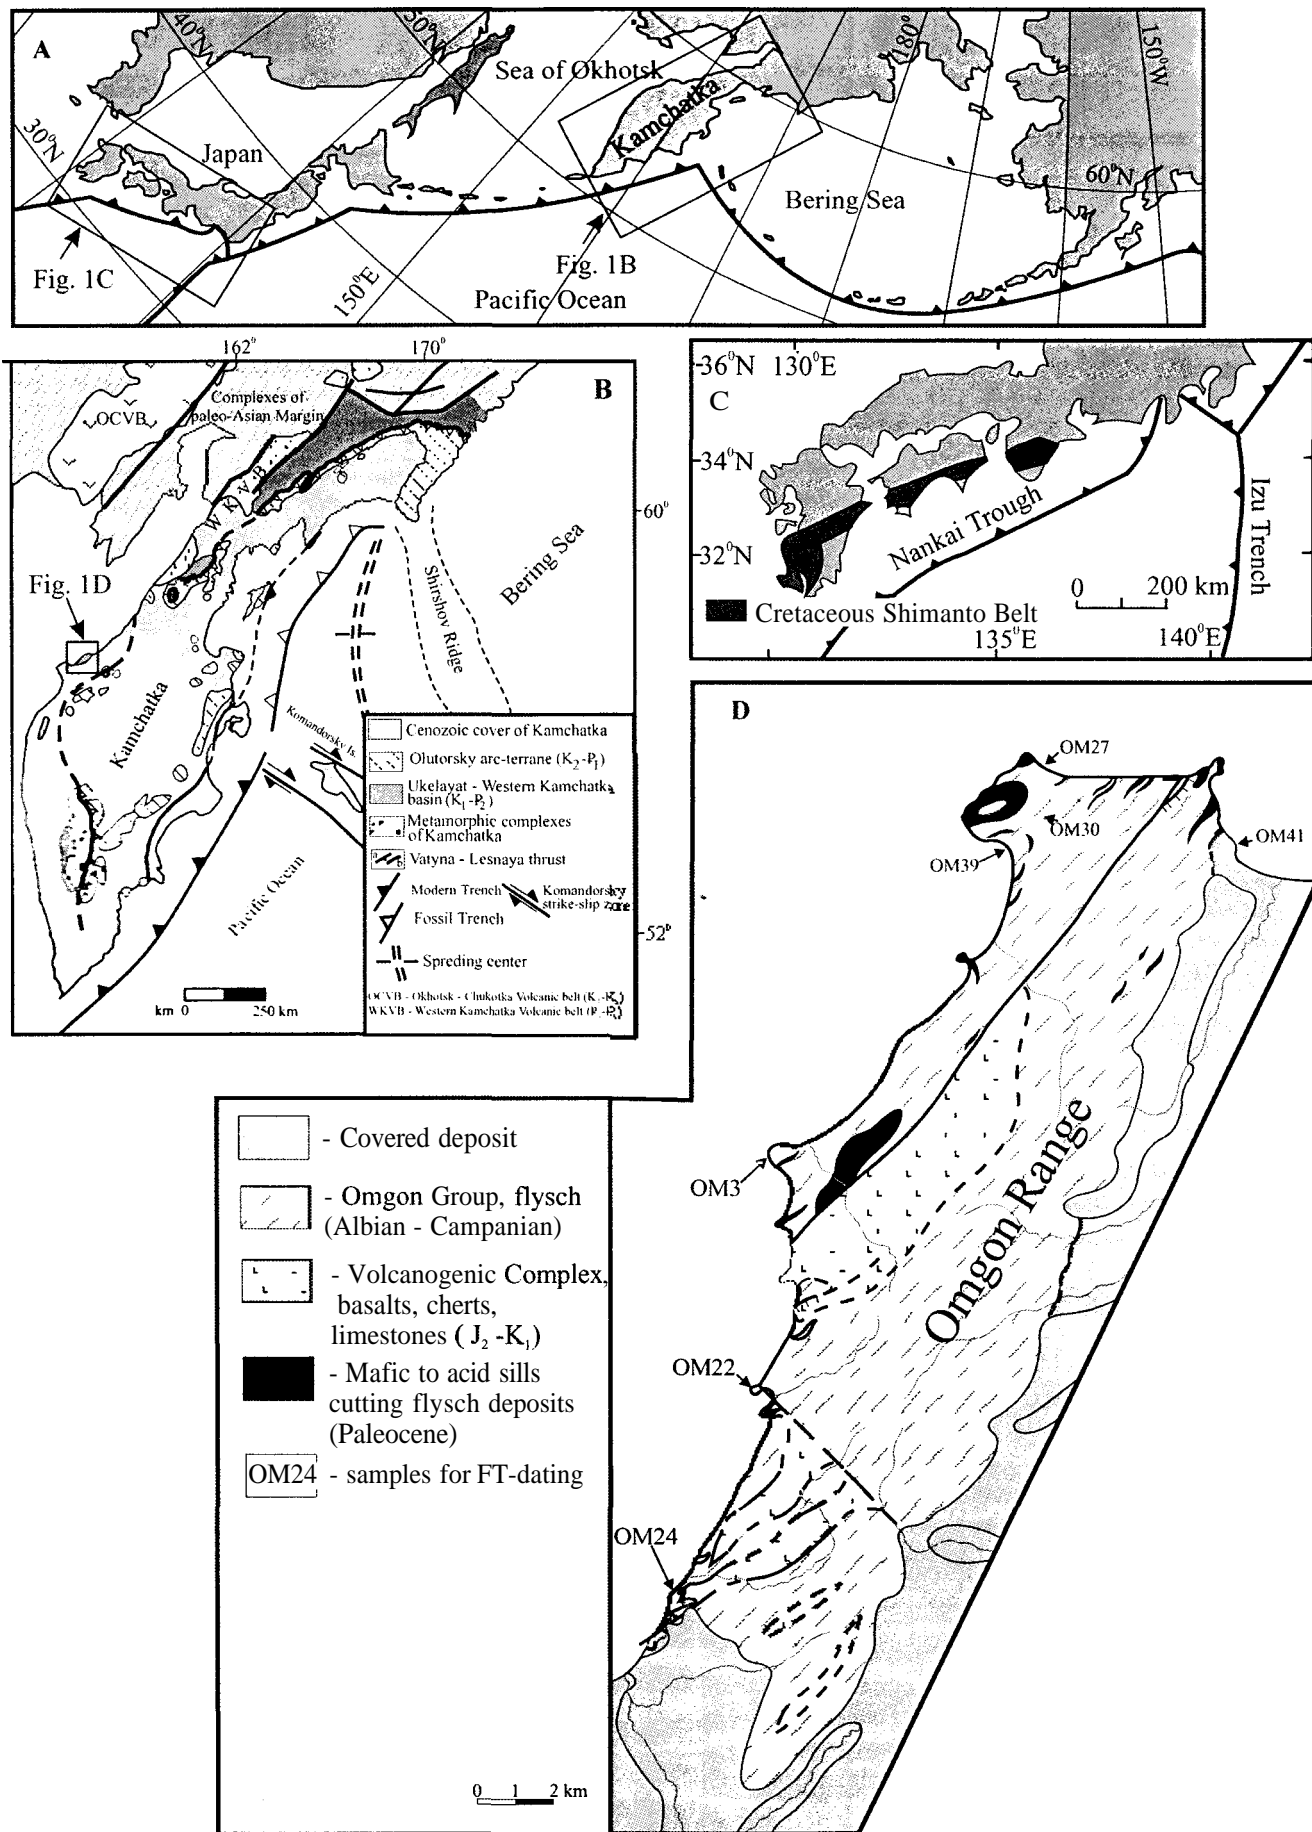 A
40°N
50°N
180°
150°W
Sea of Okhotsk
Kamchatka
30°N
Japan
60°N
Bering Sea
Fig. 1C
Fig. 1B
150°E
Pacific Ocean
162°
170°
B
Complexes of
paleo-Asian Margin
OCVB
WKVB
60°
Fig. 1D
Bering Sea
Shirshov Ridge
Kamchatka
Komandorsky Is.
Pacific Ocean
52°
Cenozoic cover of Kamchatka
Olutorsky arc-terrane (K2-P1)
Ukelayat - Western Kamchatka
basin (K1-P2)
Metamorphic complexes
of Kamchatka
Vatyna - Lesnaya thrust
Modern Trench
Komandorsky
strike-slip zone
Fossil Trench
Spreding center
OCVB - Okhotsk - Chukotka Volcanic belt
WKVB - Western Kamchatka Volcanic belt
km 0 250 km
36°N 130°E
C
34°N
32°N
Nankai Trough
Izu Trench
0 200 km
Cretaceous Shimanto Belt
135°E
140°E
D
OM27
OM30
OM39
OM41
OM3
Omgon Range
OM22
OM24
- Covered deposit
- Omgon Group, flysch
(Albian - Campanian)
- Volcanogenic Complex,
basalts, cherts,
limestones ( J2 -K1)
- Mafic to acid sills
cutting flysch deposits
(Paleocene)
OM24 - samples for FT-dating
0 1 2 km